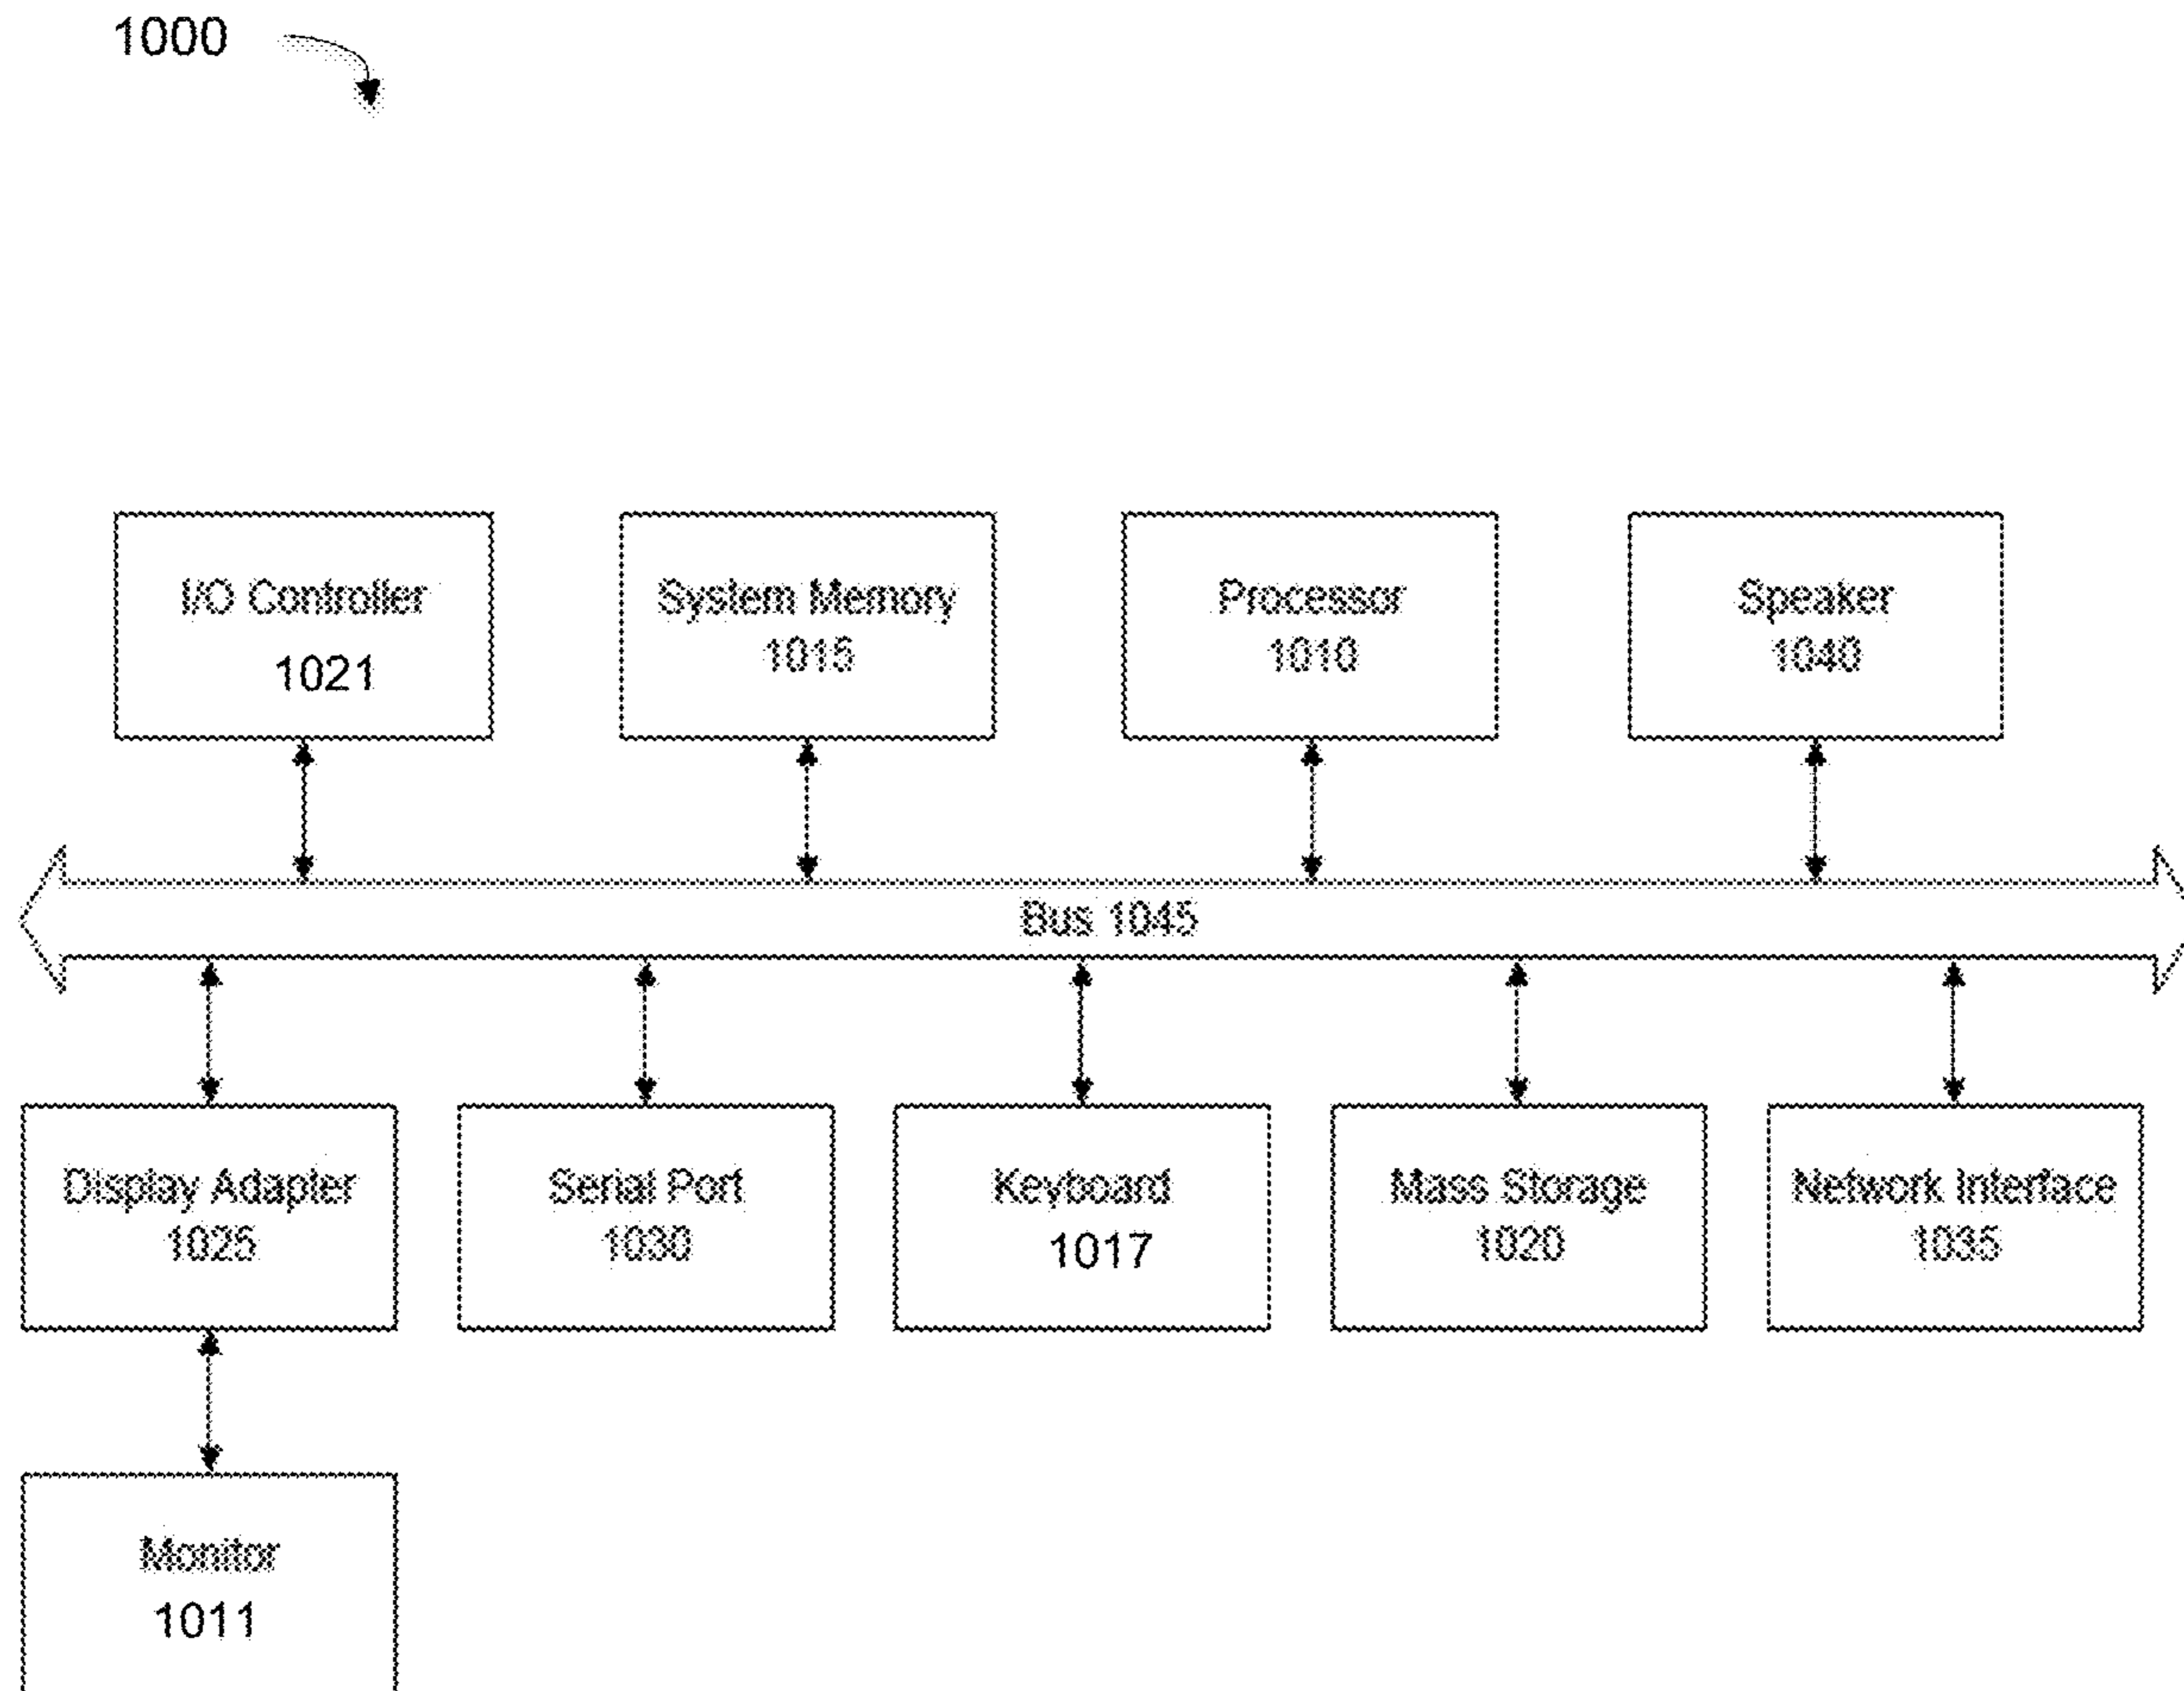 1000
I/O Controller
1021
System Memory
1015
Processor
1010
Speaker
1040
Bus 1045
Display Adapter
1025
Serial Port
1030
Keyboard
1017
Mass Storage
1020
Network Interface
1035
Monitor
1011